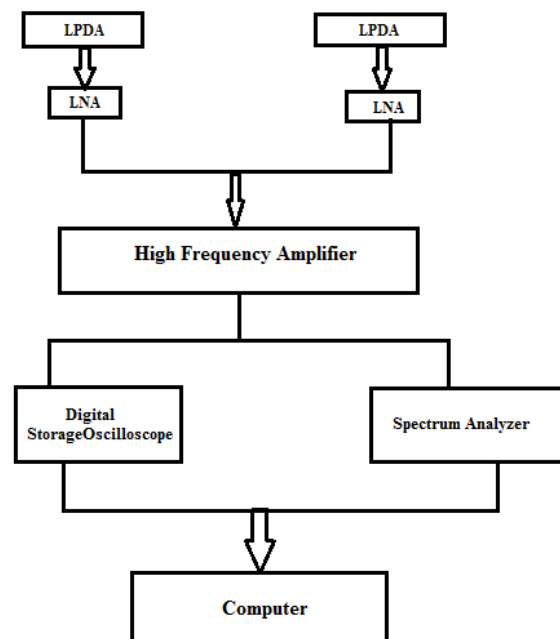 LPDA
LPDA
LNA
LNA
High Frequency Amplifier
Digital
StorageOscilloscope
Spectrum Analyzer
Computer